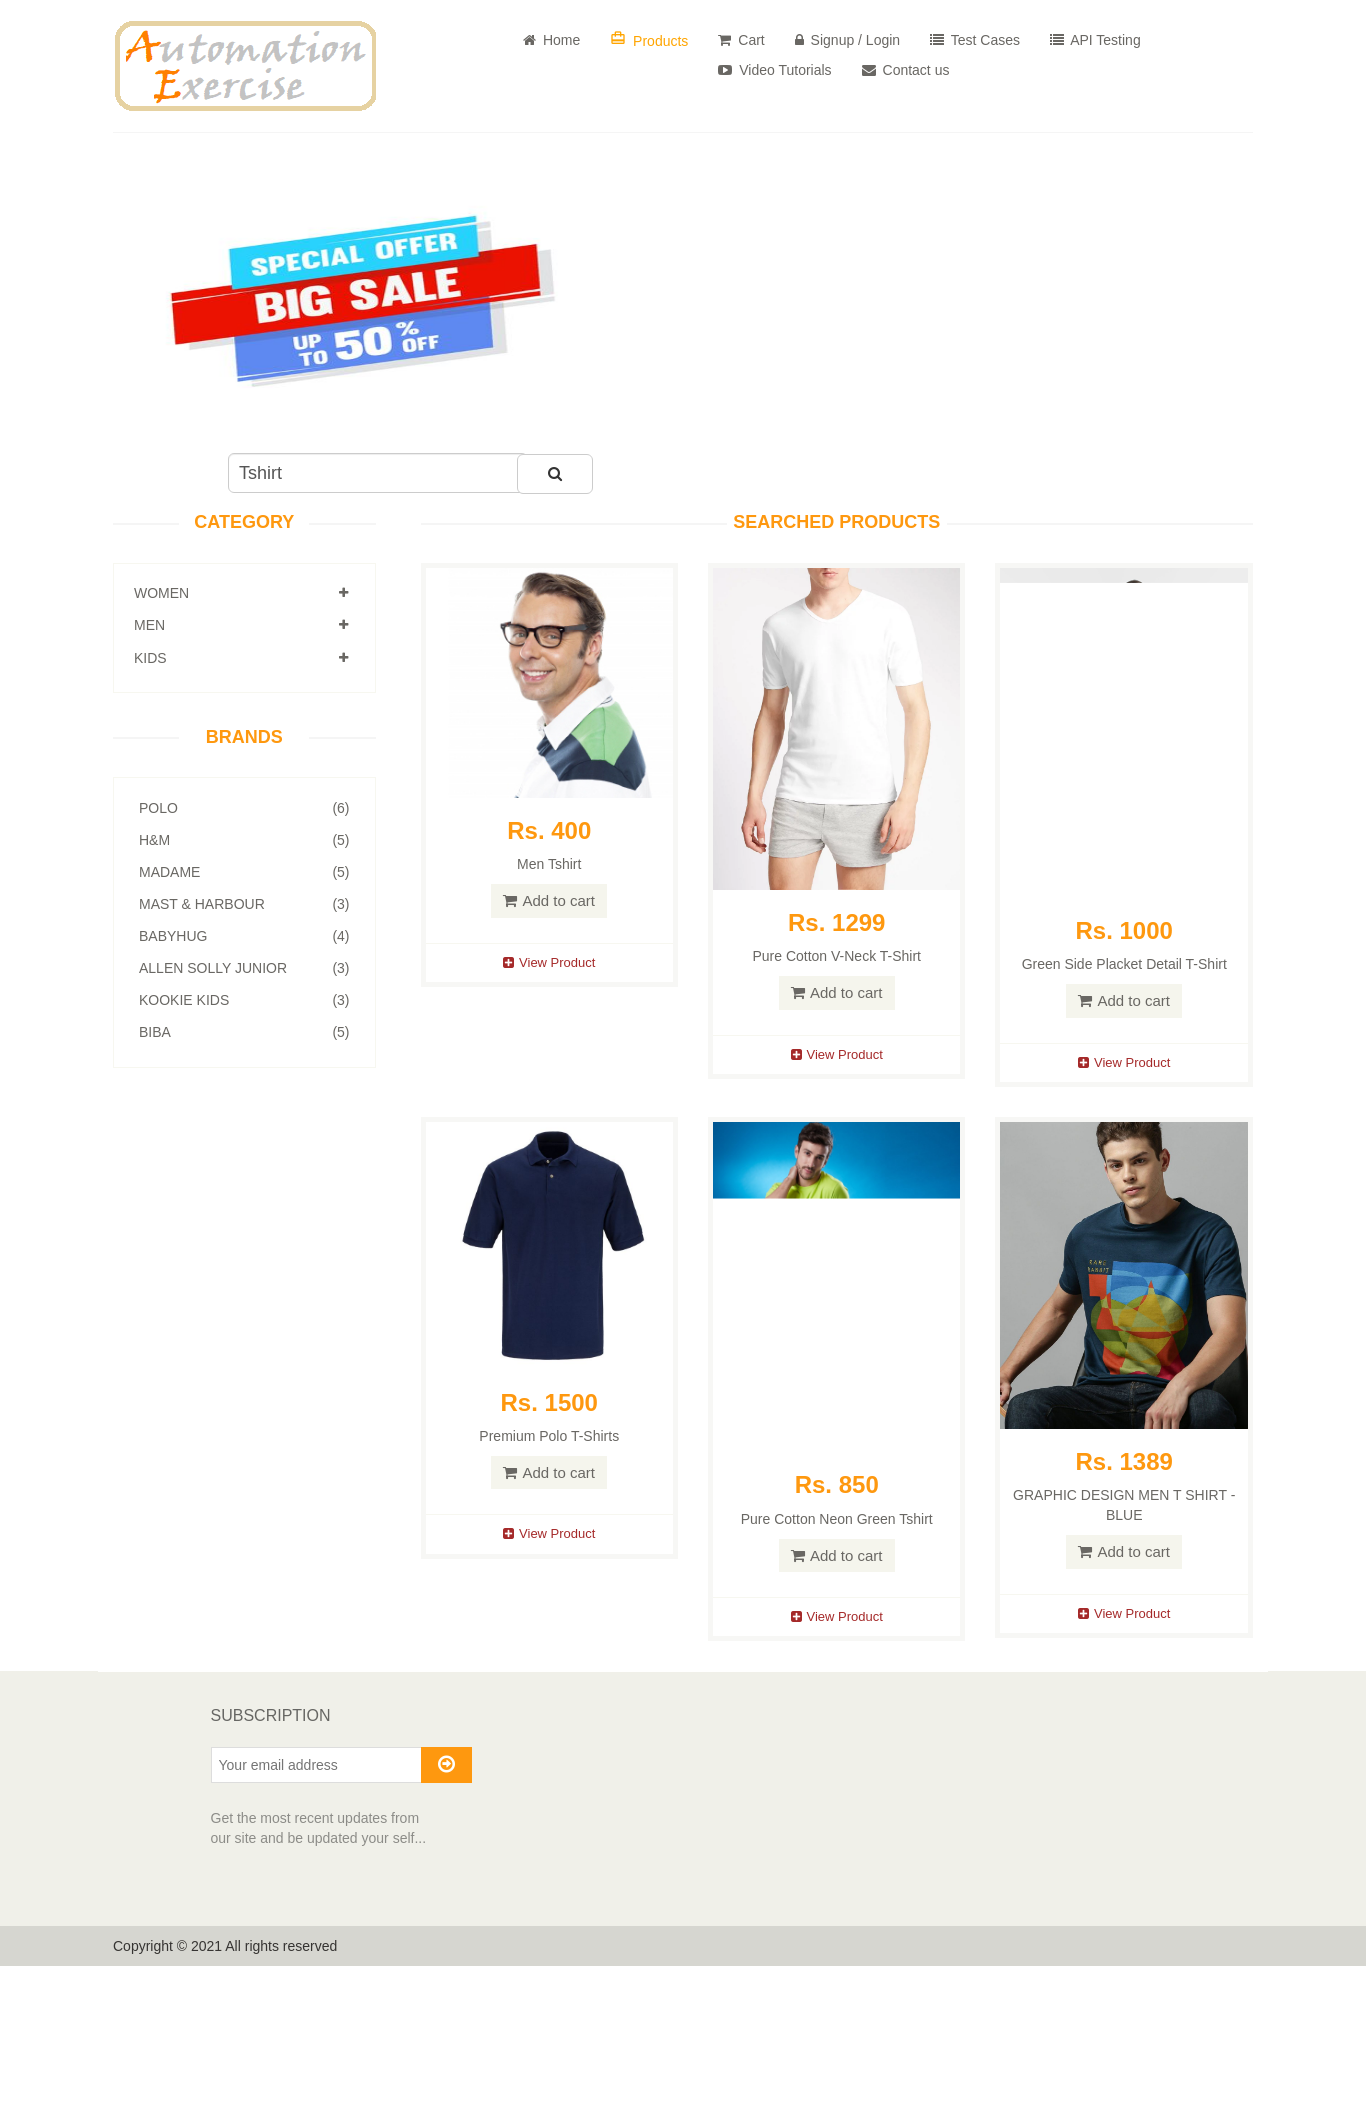 Automation
Exercise
Home
Products
Cart
Signup / Login
Test Cases
API Testing
Video Tutorials
Contact us
SPECIAL OFFER
BIG SALE
UP TO 50% OFF
Tshirt
CATEGORY
WOMEN
MEN
KIDS
BRANDS
POLO (6)
H&M (5)
MADAME (5)
MAST & HARBOUR (3)
BABYHUG (4)
ALLEN SOLLY JUNIOR (3)
KOOKIE KIDS (3)
BIBA (5)
SEARCHED PRODUCTS
Rs. 400
Men Tshirt
Add to cart
View Product
Rs. 1299
Pure Cotton V-Neck T-Shirt
Add to cart
View Product
Rs. 1000
Green Side Placket Detail T-Shirt
Add to cart
View Product
Rs. 1500
Premium Polo T-Shirts
Add to cart
View Product
Rs. 850
Pure Cotton Neon Green Tshirt
Add to cart
View Product
RARE
RABBIT
Rs. 1389
GRAPHIC DESIGN MEN T SHIRT -
BLUE
Add to cart
View Product
SUBSCRIPTION
Your email address
Get the most recent updates from
our site and be updated your self...
Copyright © 2021 All rights reserved